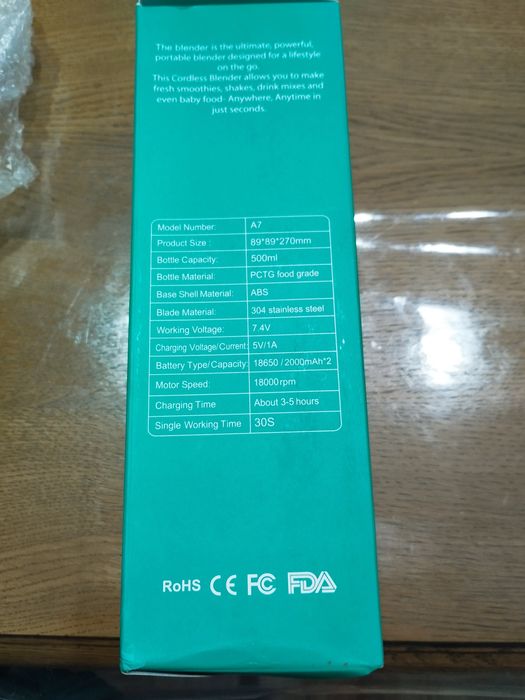 The blender is the ultimate, powerful,
portable blender designed for a lifestyle
on the go.
This Cordless Blender allows you to make
fresh smoothies, shakes, drink mixes and
even baby food- Anywhere, Anytime in
just seconds.
Model Number: A7
Product Size : 89*89*270mm
Bottle Capacity: 500ml
Bottle Material: PCTG food grade
Base Shell Material: ABS
Blade Material: 304 stainless steel
Working Voltage: 7.4V
Charging Voltage/Current: 5V/1A
Battery Type/Capacity: 18650 / 2000mAh*2
Motor Speed: 18000rpm
Charging Time About 3-5 hours
Single Working Time 30S
RoHS CE FC FDA